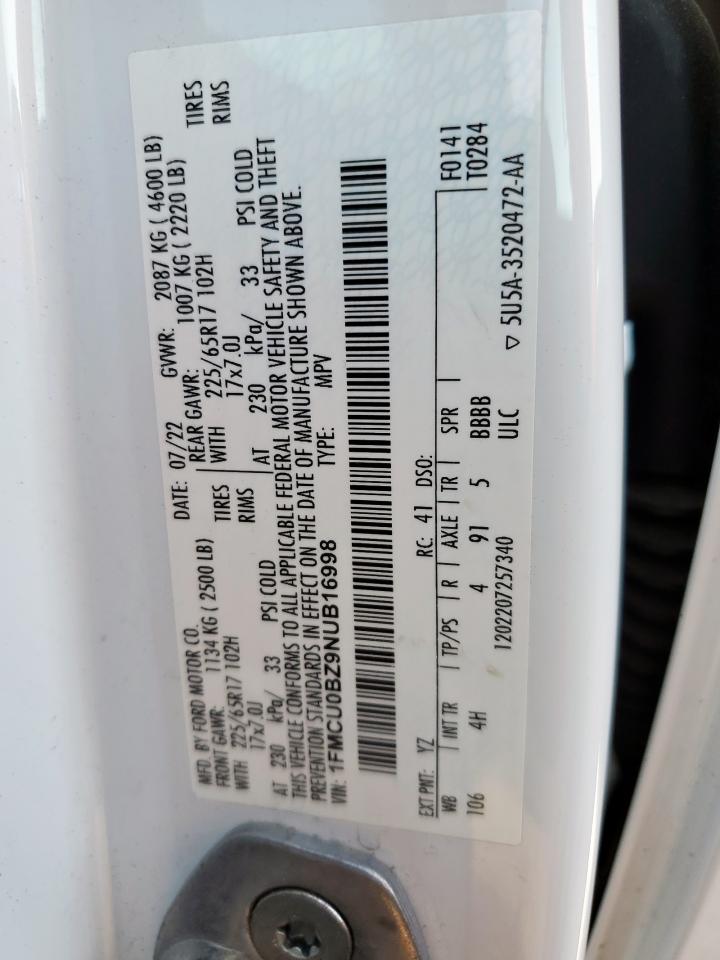 MFD. BY FORD MOTOR CO.
DATE: 07/22 GVWR: 2087 KG ( 4600 LB)
FRONT GAWR: 1134 KG ( 2500 LB) REAR GAWR: 1007 KG ( 2220 LB)
WITH 225/65R17 102H TIRES WITH 225/65R17 102H TIRES
17x7.0J RIMS 17x7.0J RIMS
AT 230 kPa/ 33 PSI COLD AT 230 kPa/ 33 PSI COLD
THIS VEHICLE CONFORMS TO ALL APPLICABLE FEDERAL MOTOR VEHICLE SAFETY AND THEFT
PREVENTION STANDARDS IN EFFECT ON THE DATE OF MANUFACTURE SHOWN ABOVE.
VIN: 1FMCU0BZ9NUB16998 TYPE: MPV
EXT PNT: YZ RC: 41 DSO: F0141
WB INT TR TP/PS R AXLE TR SPR T0284
106 4H 4 91 5 BBBB
1202207257340 ULC ▽ 5U5A-3520472-AA